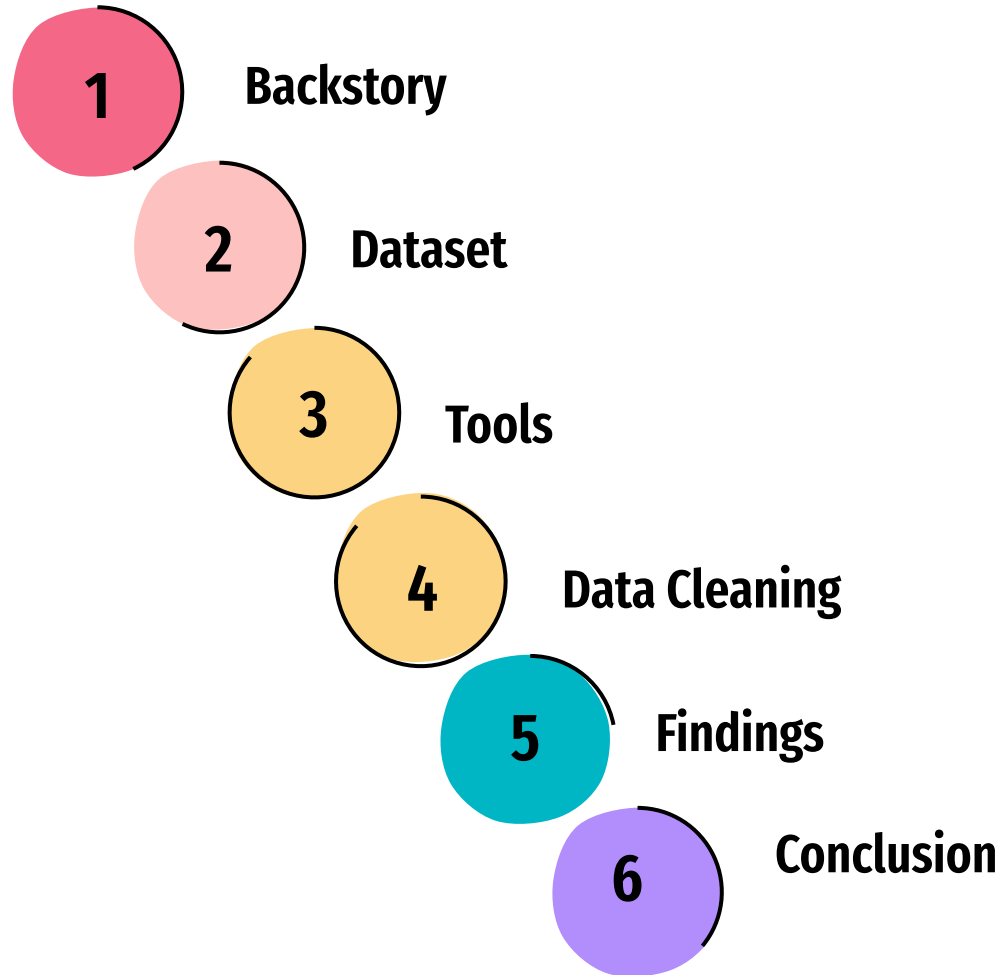 1 Backstory
2 Dataset
3 Tools
4 Data Cleaning
5 Findings
6 Conclusion